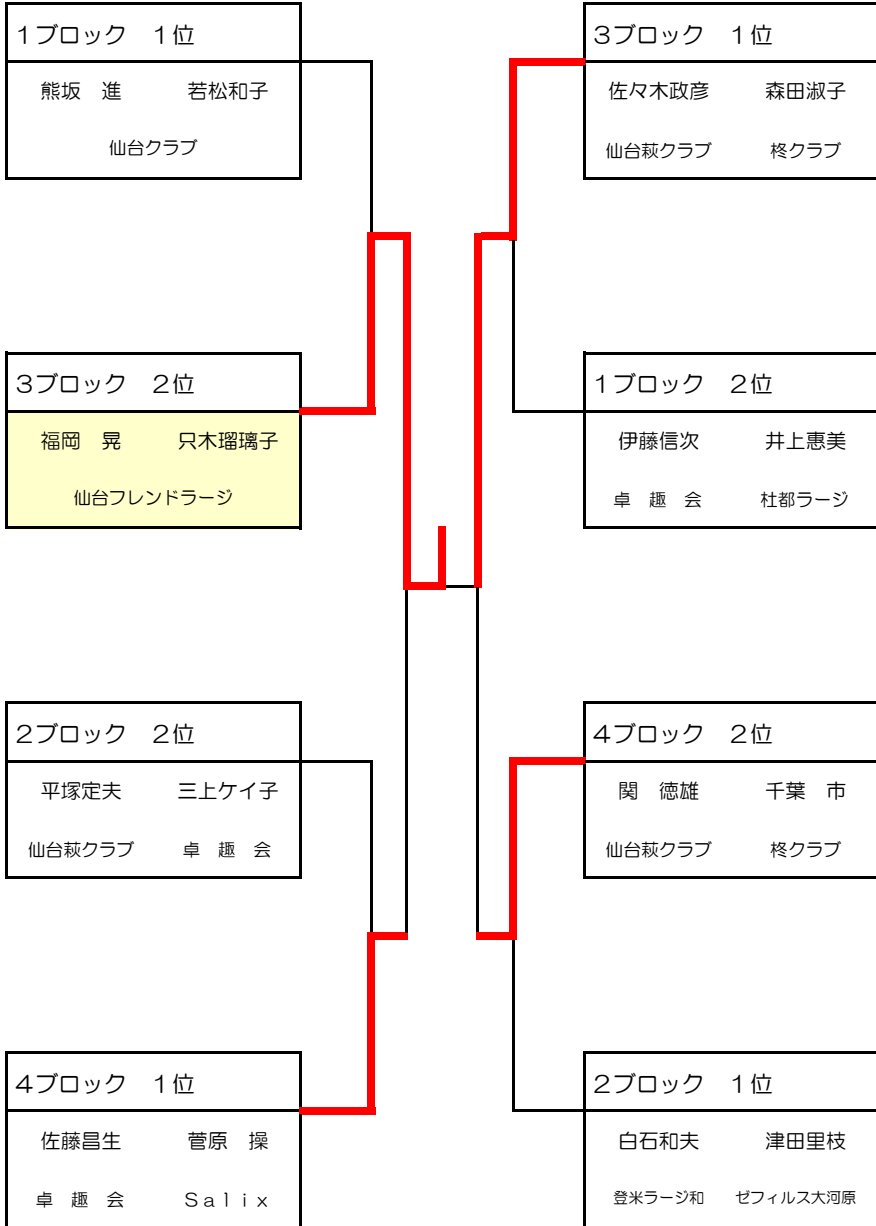 1ブロック　1位
熊坂　進　　若松和子
仙台クラブ
3ブロック　2位
福岡　晃　　只木瑠璃子
仙台フレンドラージ
2ブロック　2位
平塚定夫　　三上ケイ子
仙台萩クラブ　　卓　趣　会
4ブロック　1位
佐藤昌生　　菅原　操
卓　趣　会　　Ｓａｌｉｘ
3ブロック　1位
佐々木政彦　　森田淑子
仙台萩クラブ　　柊クラブ
1ブロック　2位
伊藤信次　　井上惠美
卓　趣　会　　杜都ラージ
4ブロック　2位
関　徳雄　　千葉　市
仙台萩クラブ　　柊クラブ
2ブロック　1位
白石和夫　　津田里枝
登米ラージ和　　ゼフィルス大河原